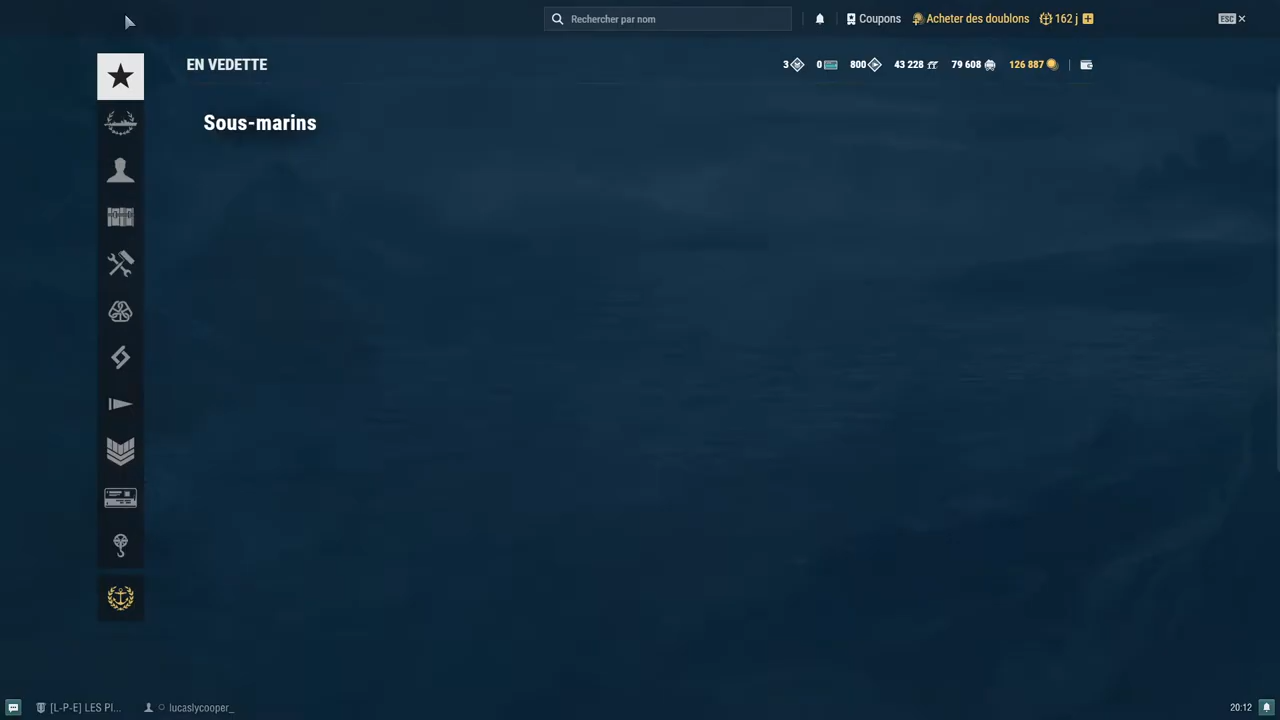 Rechercher par nom
Coupons
Acheter des doublons
162 j
ESC
EN VEDETTE
3
0
800
43 228
79 608
126 887
Sous-marins
[L-P-E] LES PI...
lucaslycooper_
20:12